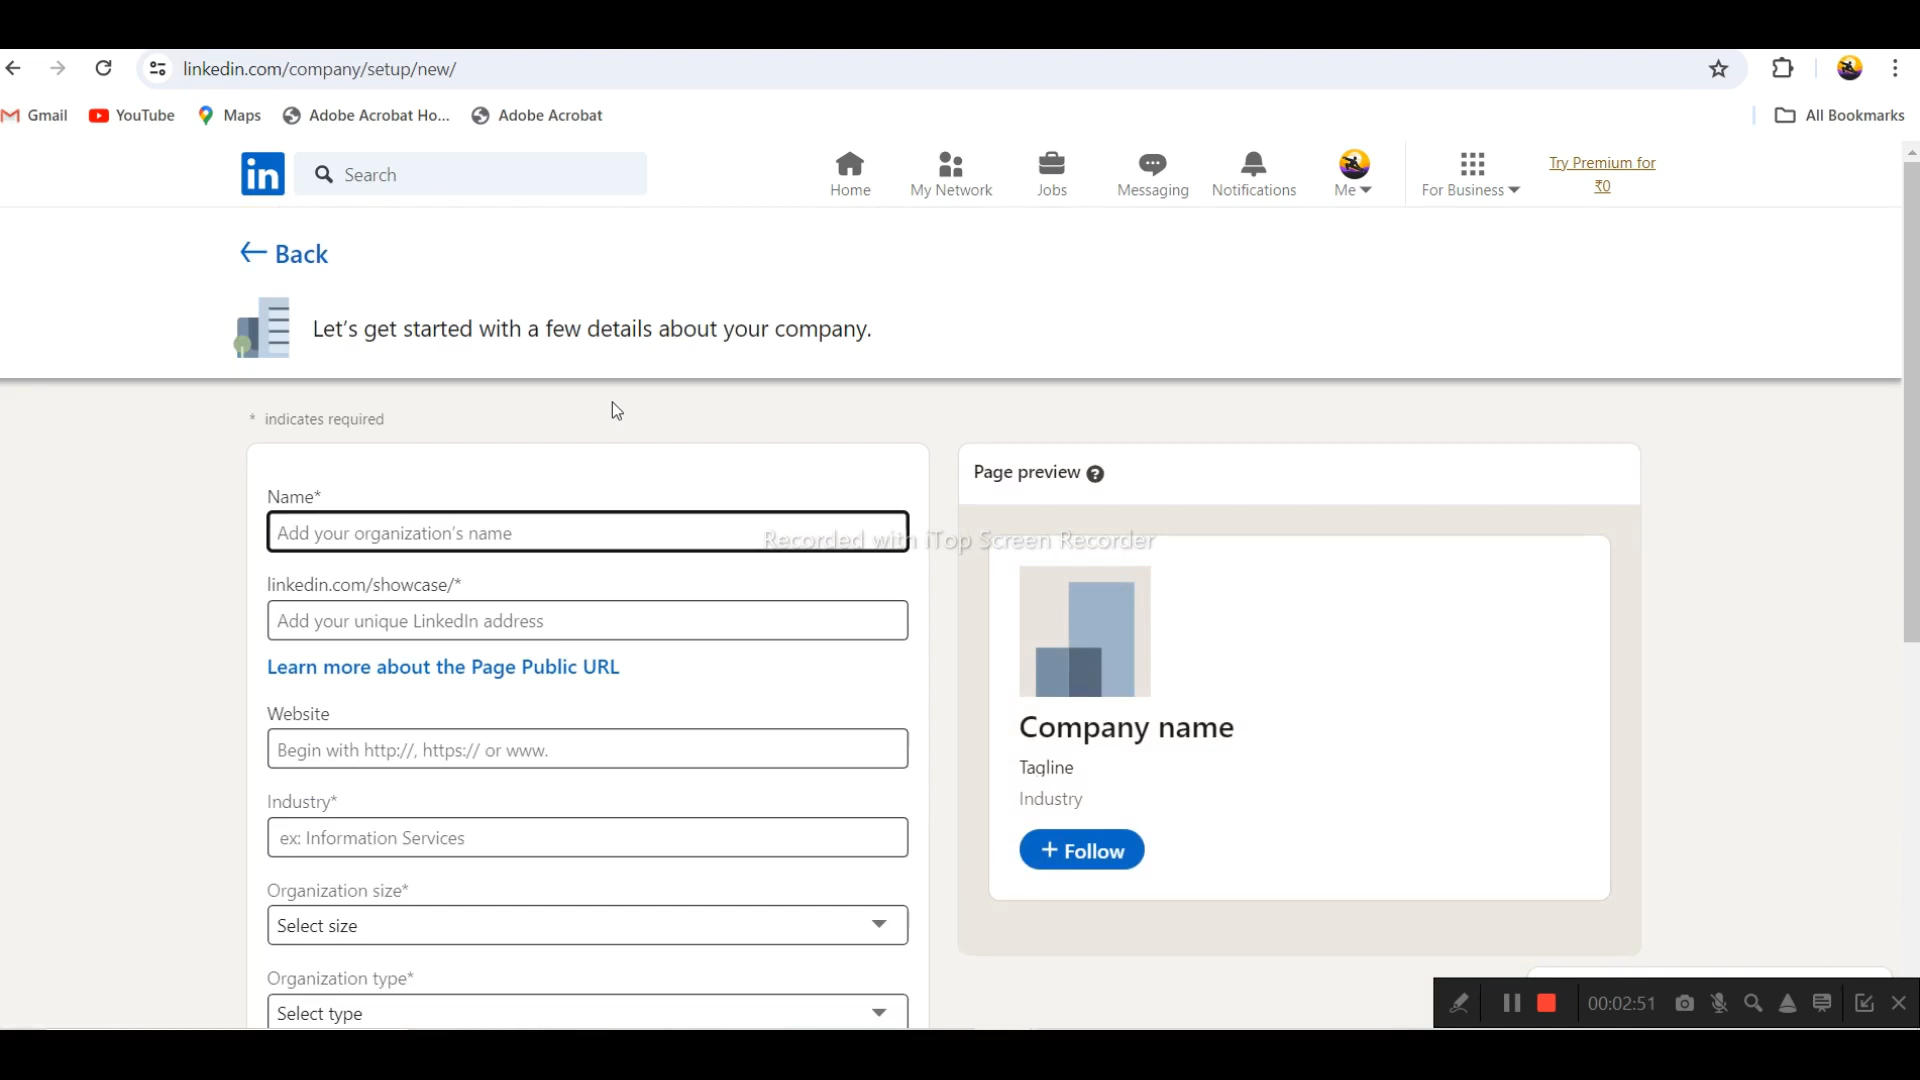 linkedin.com/company/setup/new/
Gmail YouTube Maps Adobe Acrobat Ho... Adobe Acrobat All Bookmarks
in Search Home My Network Jobs Messaging Notifications Me For Business Try Premium for
₹0
Back
Let's get started with a few details about your company.
* indicates required
Name*
Add your organization's name
linkedin.com/showcase/*
Add your unique LinkedIn address
Learn more about the Page Public URL
Website
Begin with http://, https:// or www.
Industry*
ex: Information Services
Organization size*
Select size
Organization type*
Select type
Page preview ?
Recorded with iTop Screen Recorder
Company name
Tagline
Industry
+ Follow
00:02:51